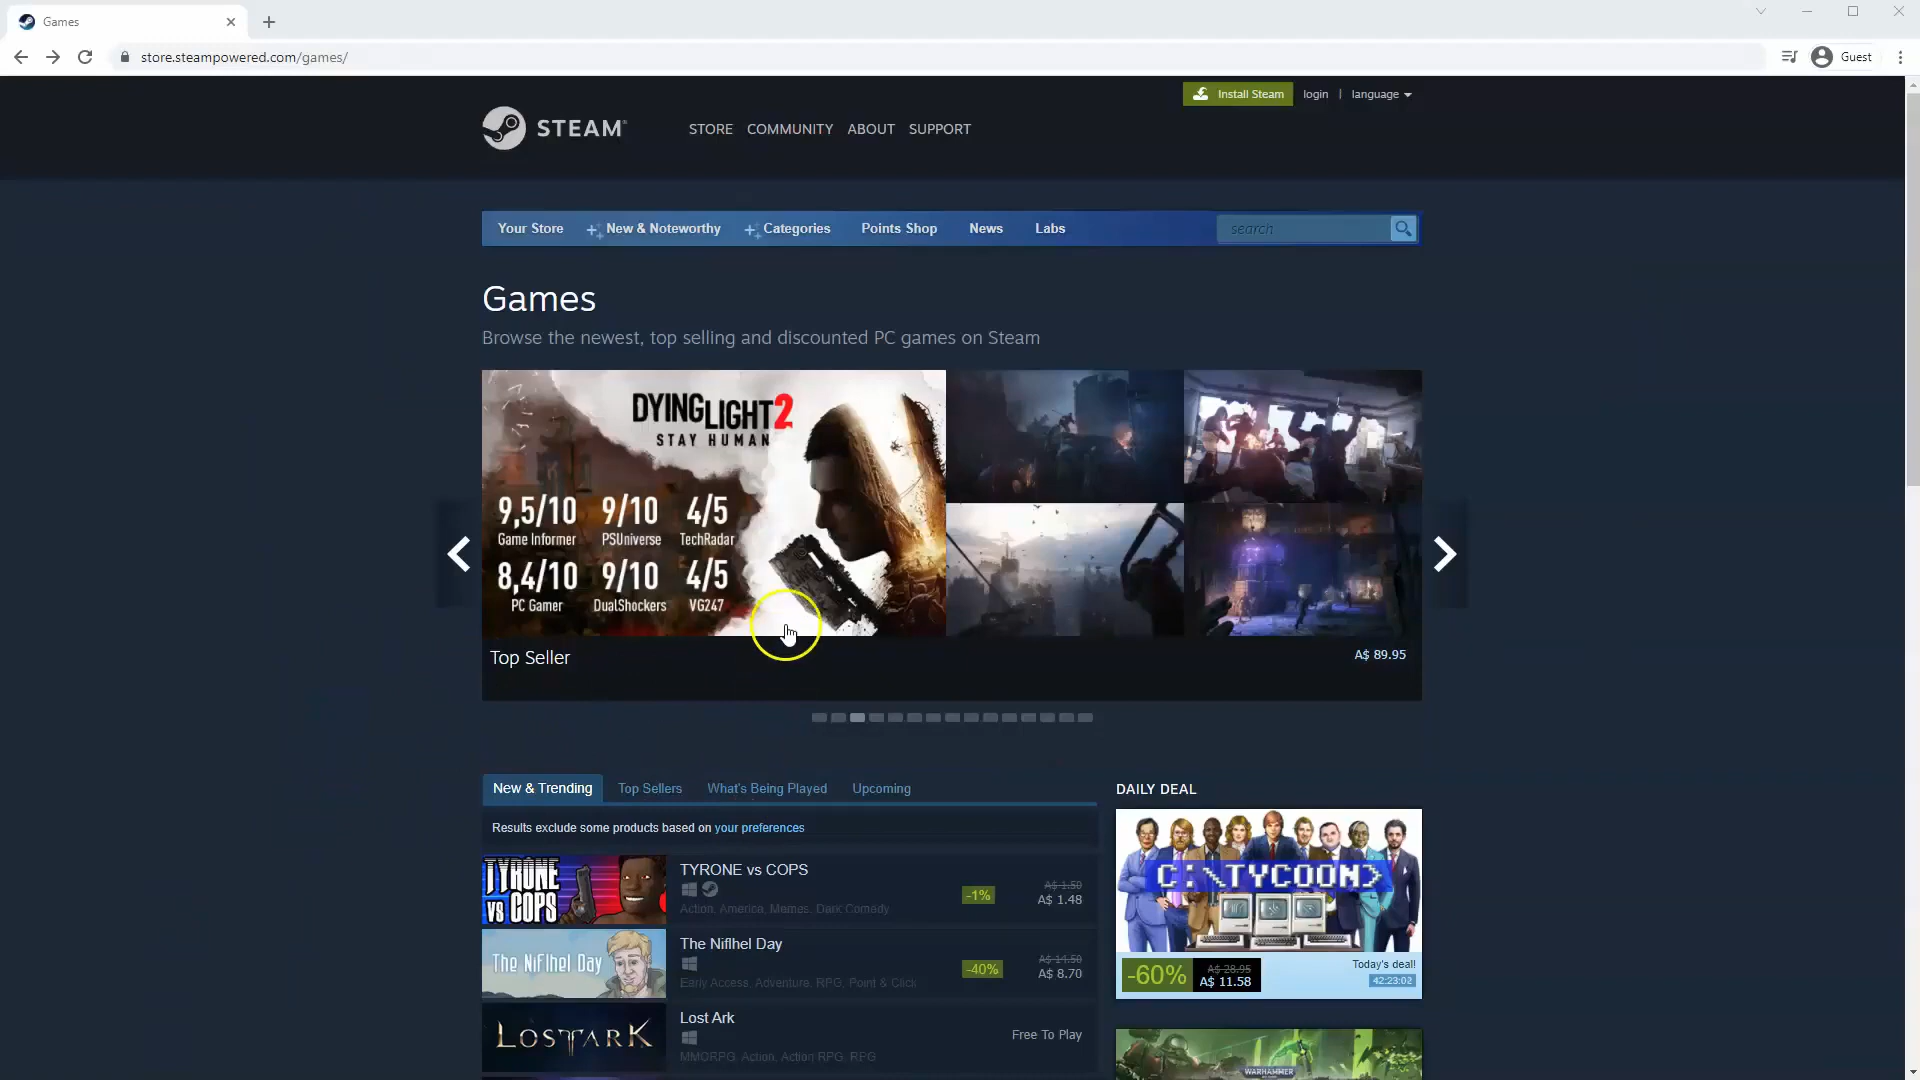 Games
store.steampowered.com/games/
Guest
Install Steam login | language
STEAM
STORE COMMUNITY ABOUT SUPPORT
Your Store New & Noteworthy Categories Points Shop News Labs search
Games
Browse the newest, top selling and discounted PC games on Steam
DYING LIGHT 2
STAY HUMAN
9,5/10 9/10 4/5
Game Informer PSUniverse TechRadar
8,4/10 9/10 4/5
PC Gamer DualShockers VG247
Top Seller A$ 89.95
New & Trending Top Sellers What's Being Played Upcoming
Results exclude some products based on your preferences
TYRONE VS COPS
TYRONE vs COPS
-1% A$ 1.50
A$ 1.48
Action, America, Memes, Dark Comedy
The Niflhel Day
The Niflhel Day
-40% A$ 14.50
A$ 8.70
Early Access, Adventure, RPG, Point & Click
LOST ARK
Lost Ark
Free To Play
MMORPG, Action, Action RPG, RPG
DAILY DEAL
C:\TYCOON>
-60% A$ 28.95
A$ 11.58
Today's deal!
42:23:02
WARHAMMER